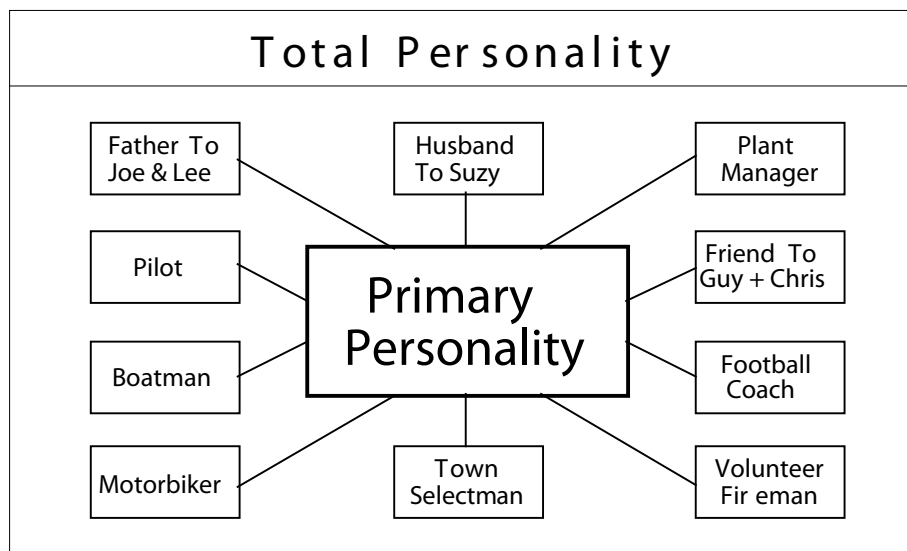 Total Personality
Father To
Joe & Lee
Husband
To Suzy
Plant
Manager
Pilot
Friend To
Guy + Chris
Primary
Personality
Boatman
Football
Coach
Motorbiker
Town
Selectman
Volunteer
Fir eman